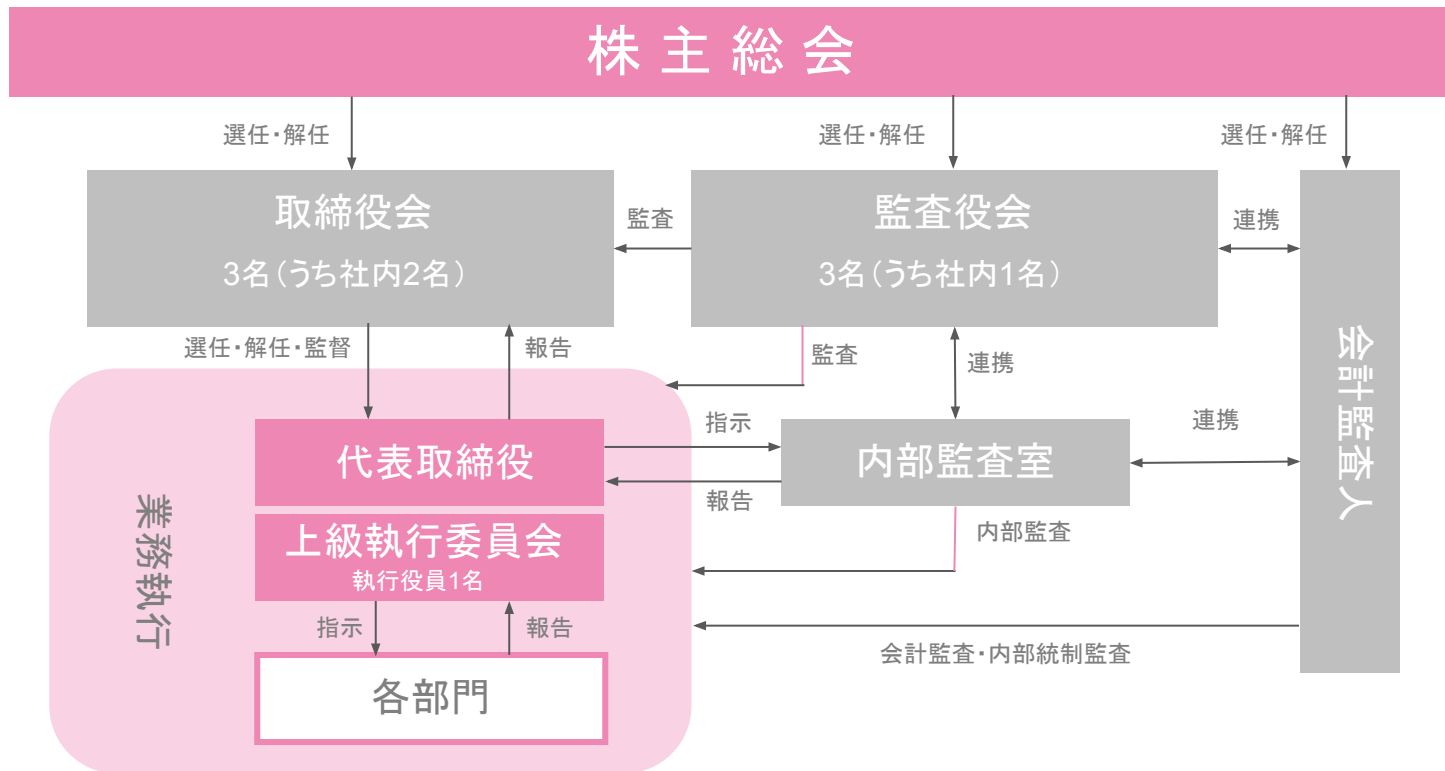 株主総会
選任・解任
選任・解任
選任・解任
取締役会
3名（うち社内2名）
監査
監査役会
3名（うち社内1名）
連携
会計監査人
選任・解任・監督
報告
監査
連携
代表取締役
指示
報告
内部監査室
連携
業務執行
上級執行委員会
執行役員1名
内部監査
指示
報告
会計監査・内部統制監査
各部門